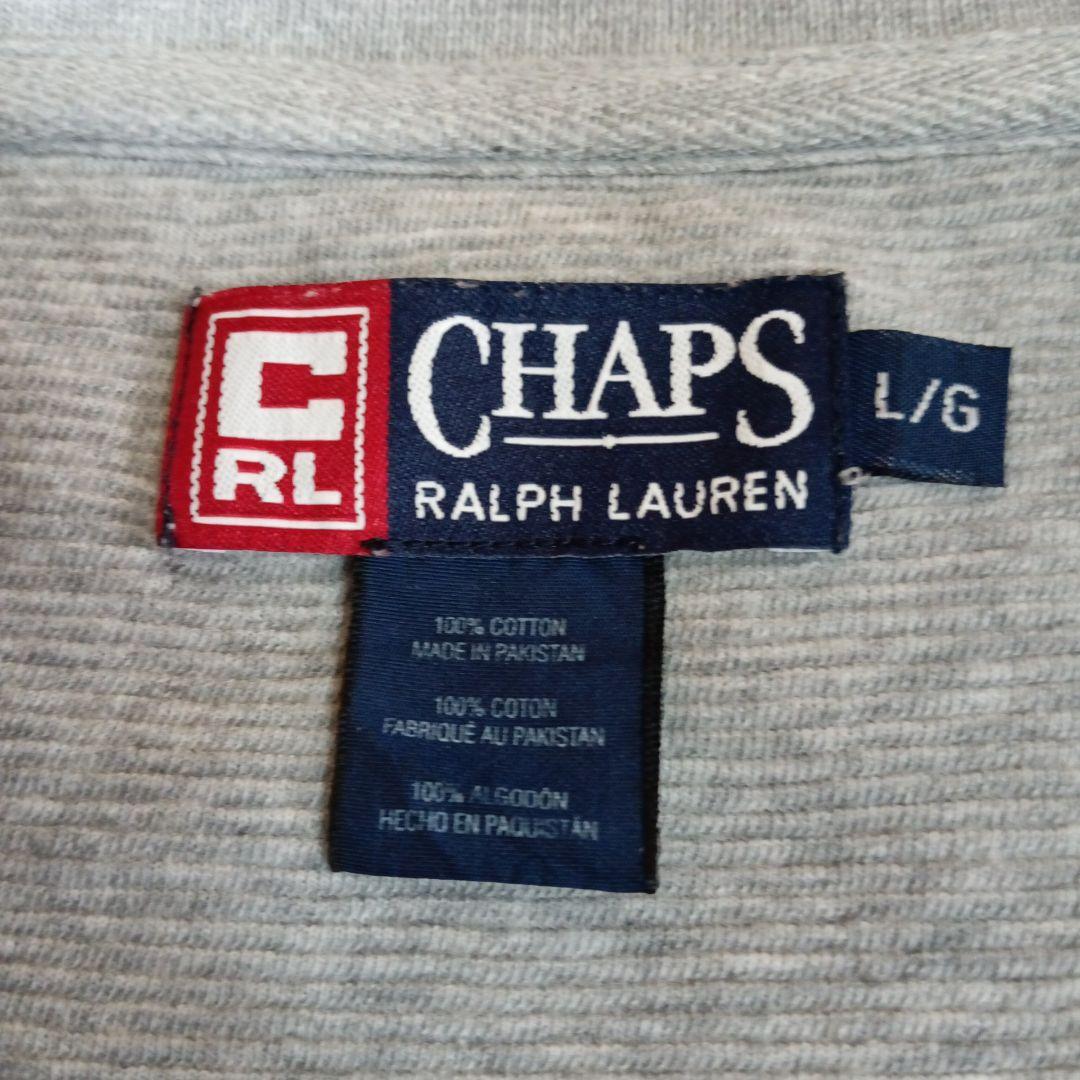 C
RL
CHAPS
RALPH LAUREN
L/G
100% COTTON
MADE IN PAKISTAN
100% COTON
FABRIQUÉ AU PAKISTAN
100% ALGODÓN
HECHO EN PAQUISTÁN